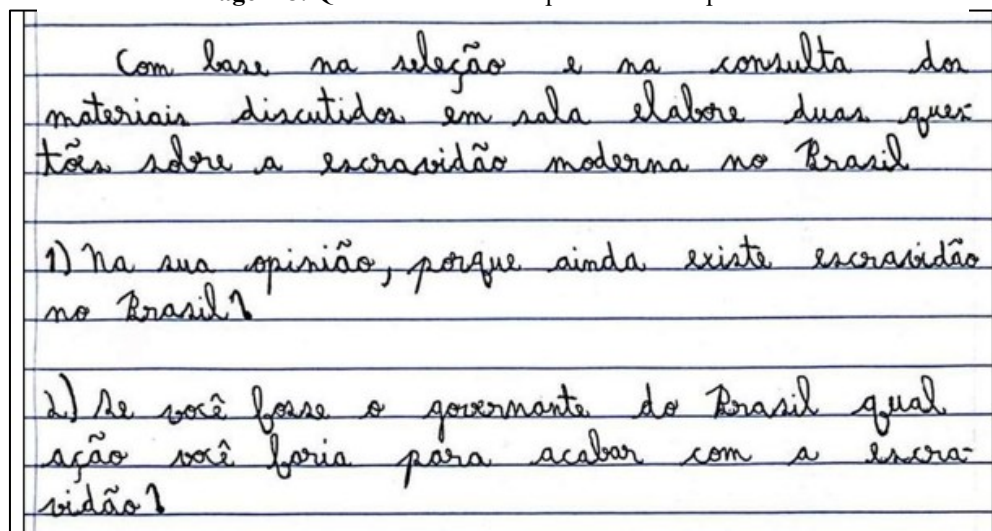 Com base na seleção e na consulta dos
materiais discutidos em sala elabore duas ques-
tões sobre a escravidão moderna no Brasil
1) Na sua opinião, porque ainda existe escravidão
no Brasil?
2) Se você fosse o governante do Brasil qual
ação você faria para acabar com a escra-
vidão?